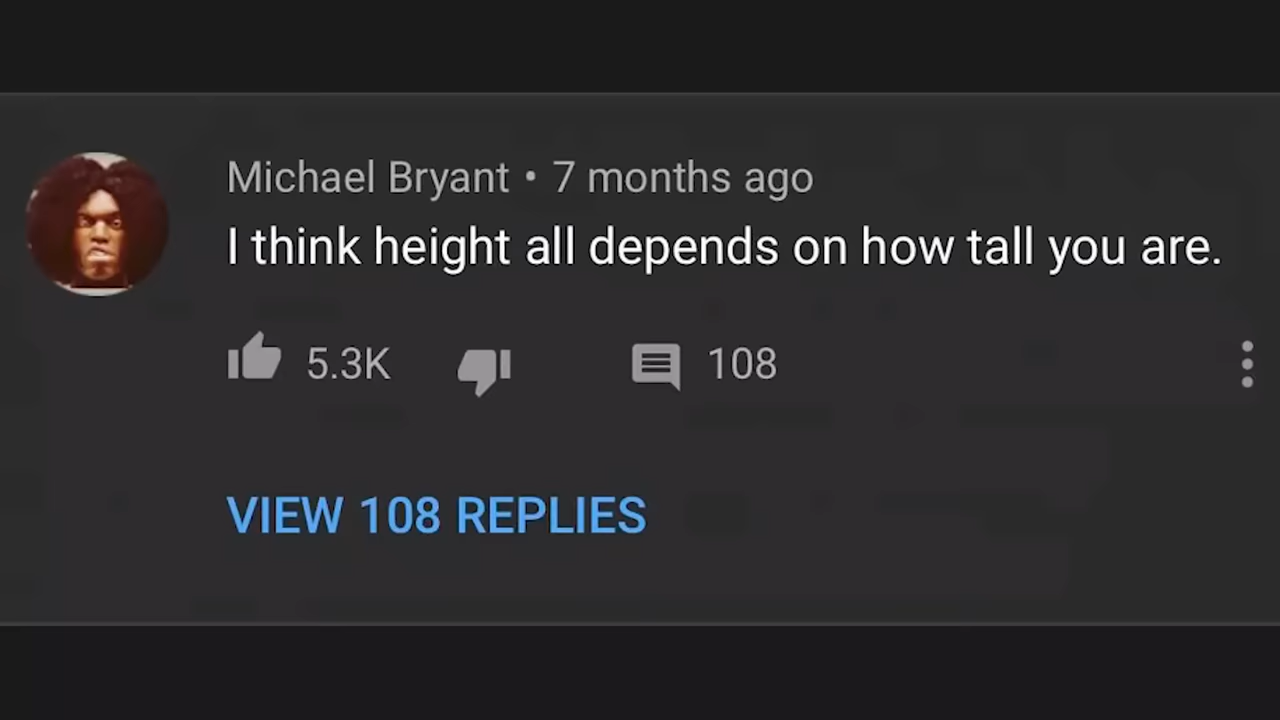 Michael Bryant • 7 months ago
I think height all depends on how tall you are.
5.3K 108
VIEW 108 REPLIES